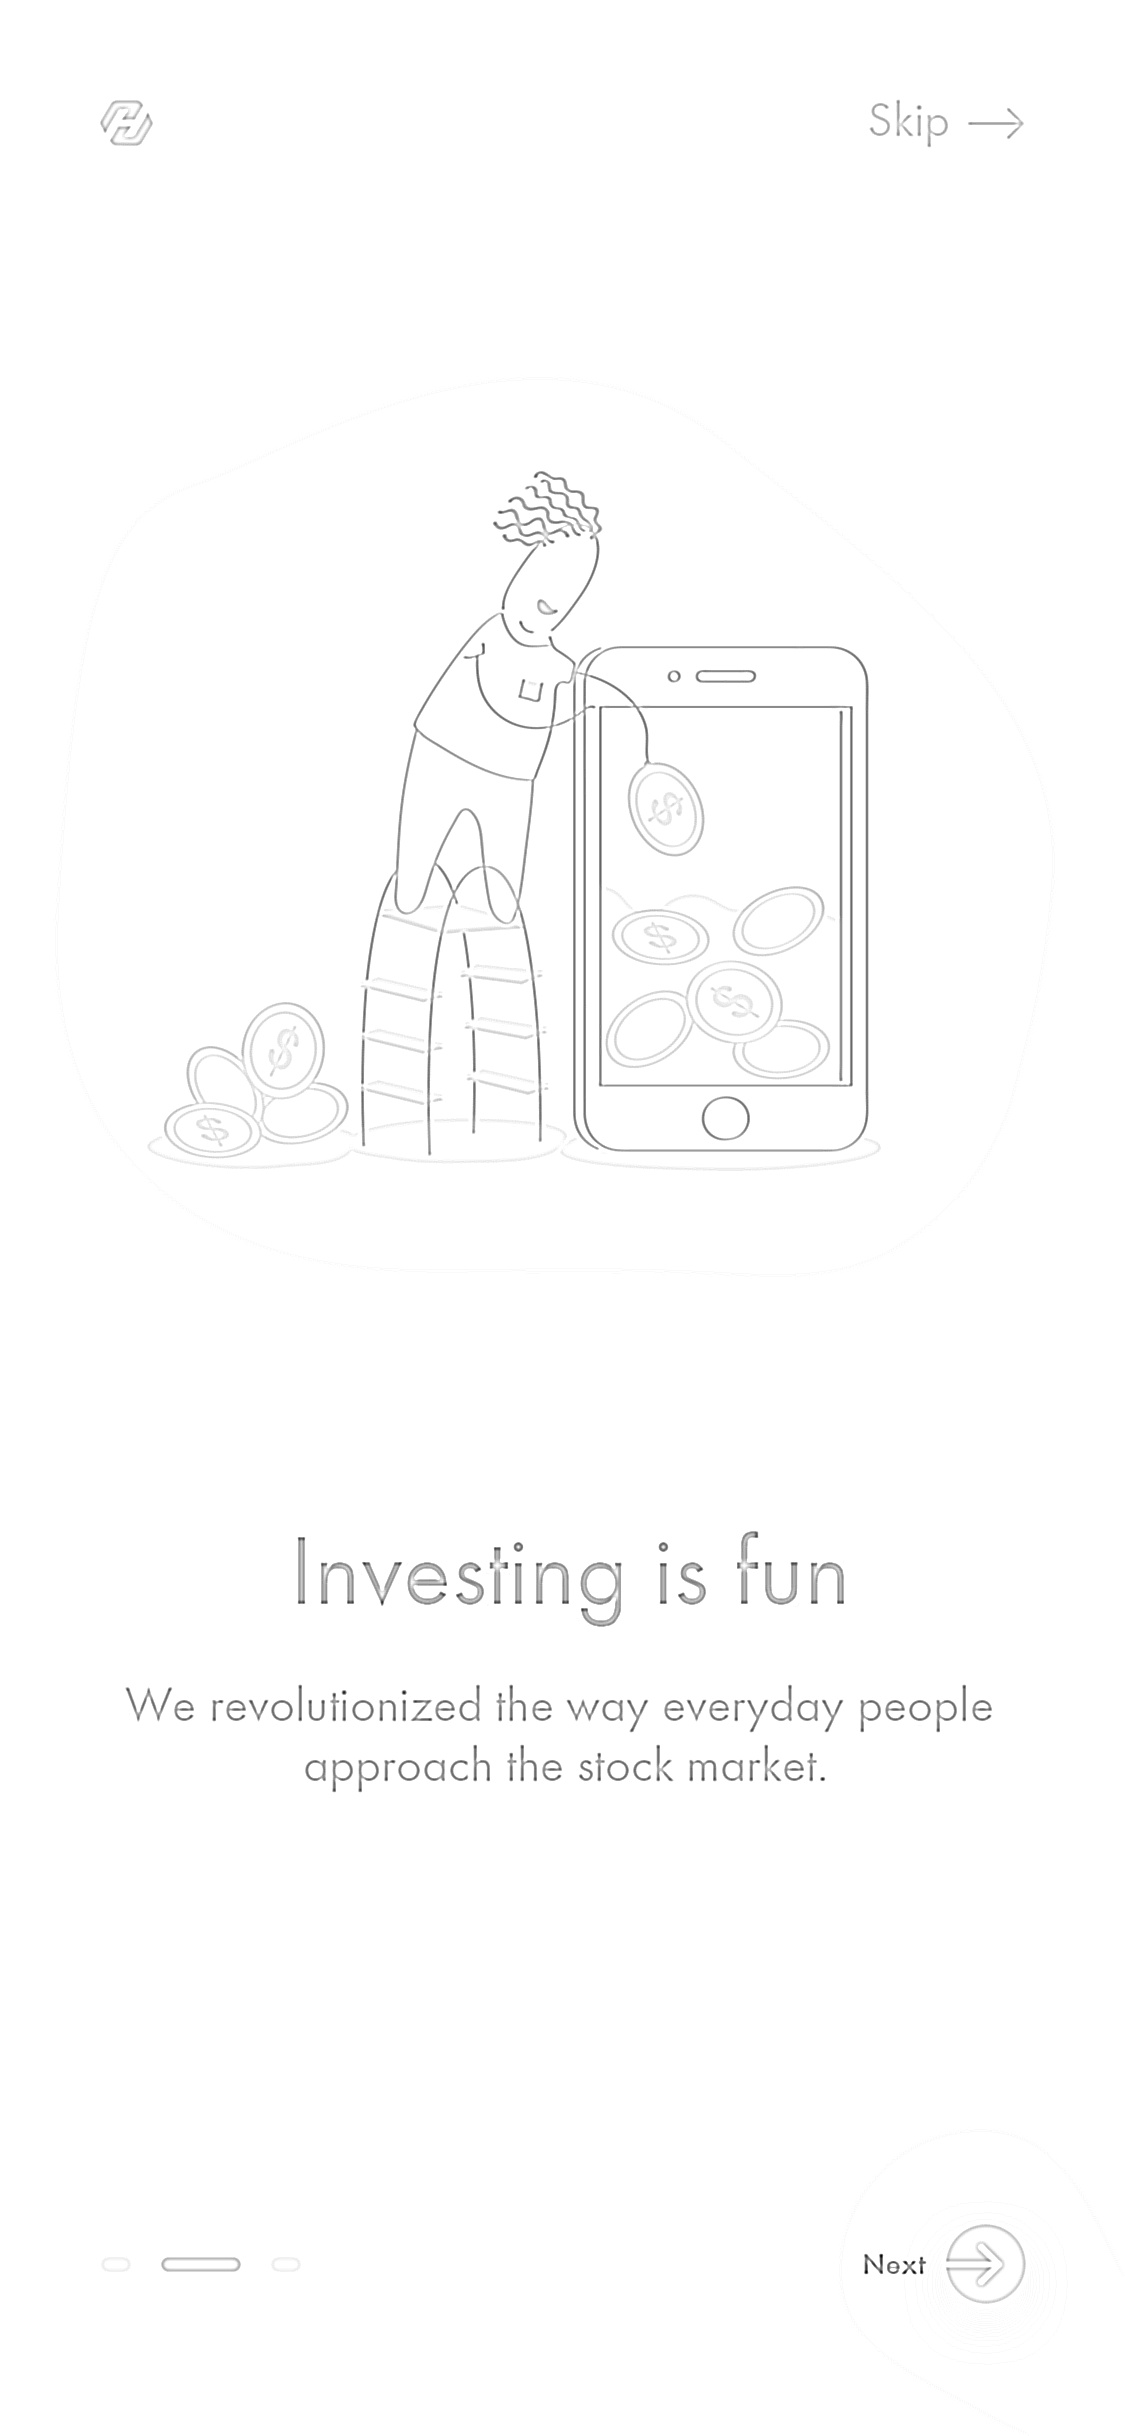 Skip
$
$
$
$
$
Investing is fun
We revolutionized the way everyday people
approach the stock market.
Next